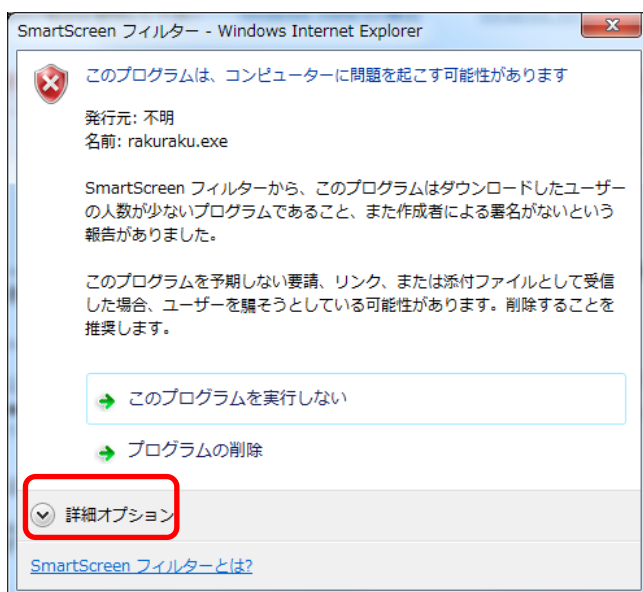 SmartScreen フィルター - Windows Internet Explorer
このプログラムは、コンピューターに問題を起こす可能性があります
発行元: 不明
名前: rakuraku.exe
SmartScreen フィルターから、このプログラムはダウンロードしたユーザー
の人数が少ないプログラムであること、また作成者による署名がないという
報告がありました。
このプログラムを予期しない要請、リンク、または添付ファイルとして受信
した場合、ユーザーを騙そうとしている可能性があります。削除することを
推奨します。
このプログラムを実行しない
プログラムの削除
詳細オプション
SmartScreen フィルターとは?